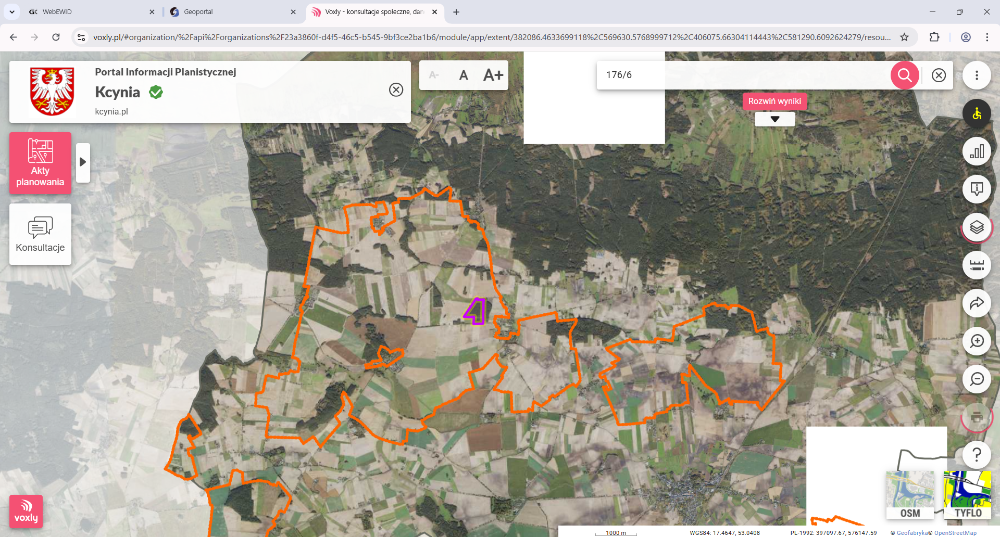 WebEWID
Geoportal
Voxly - konsultacje społeczne, dan
voxly.pl/#organization/%2Fapi%2Forganizations%2F23a3860f-d4f5-46c5-b545-9bf3ce2ba1b6/module/app/extent/382086.4633699118%2C569630.5768999712%2C406075.66304114443%2C581290.6092624279/resou...
Portal Informacji Planistycznej
Kcynia
kcynia.pl
A- A A+
176/6
Rozwiń wyniki
Akty
planowania
Konsultacje
voxly
OSM
TYFLO
1000 m
WGS84: 17.4647, 53.0408
PL-1992: 397097.67, 576147.59
© Geofabryka© OpenStreetMap